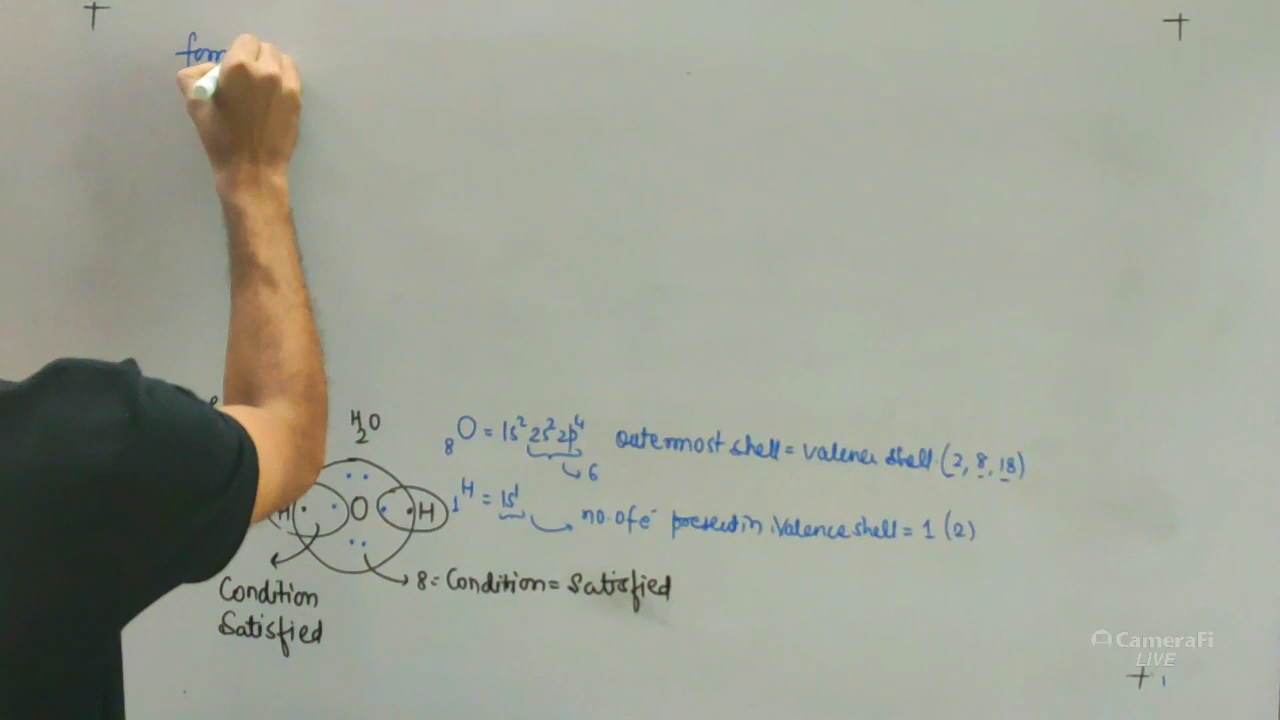 H₂O
₈O = 1s² 2s² 2p⁴ outermost shell = valence shell (2, 8, 18)
↳ 6
H O H
₁H = 1s¹ → no. of e⁻ present in valence shell = 1 (2)
→ 8 = Condition = Satisfied
Condition
Satisfied
CameraFi
LIVE